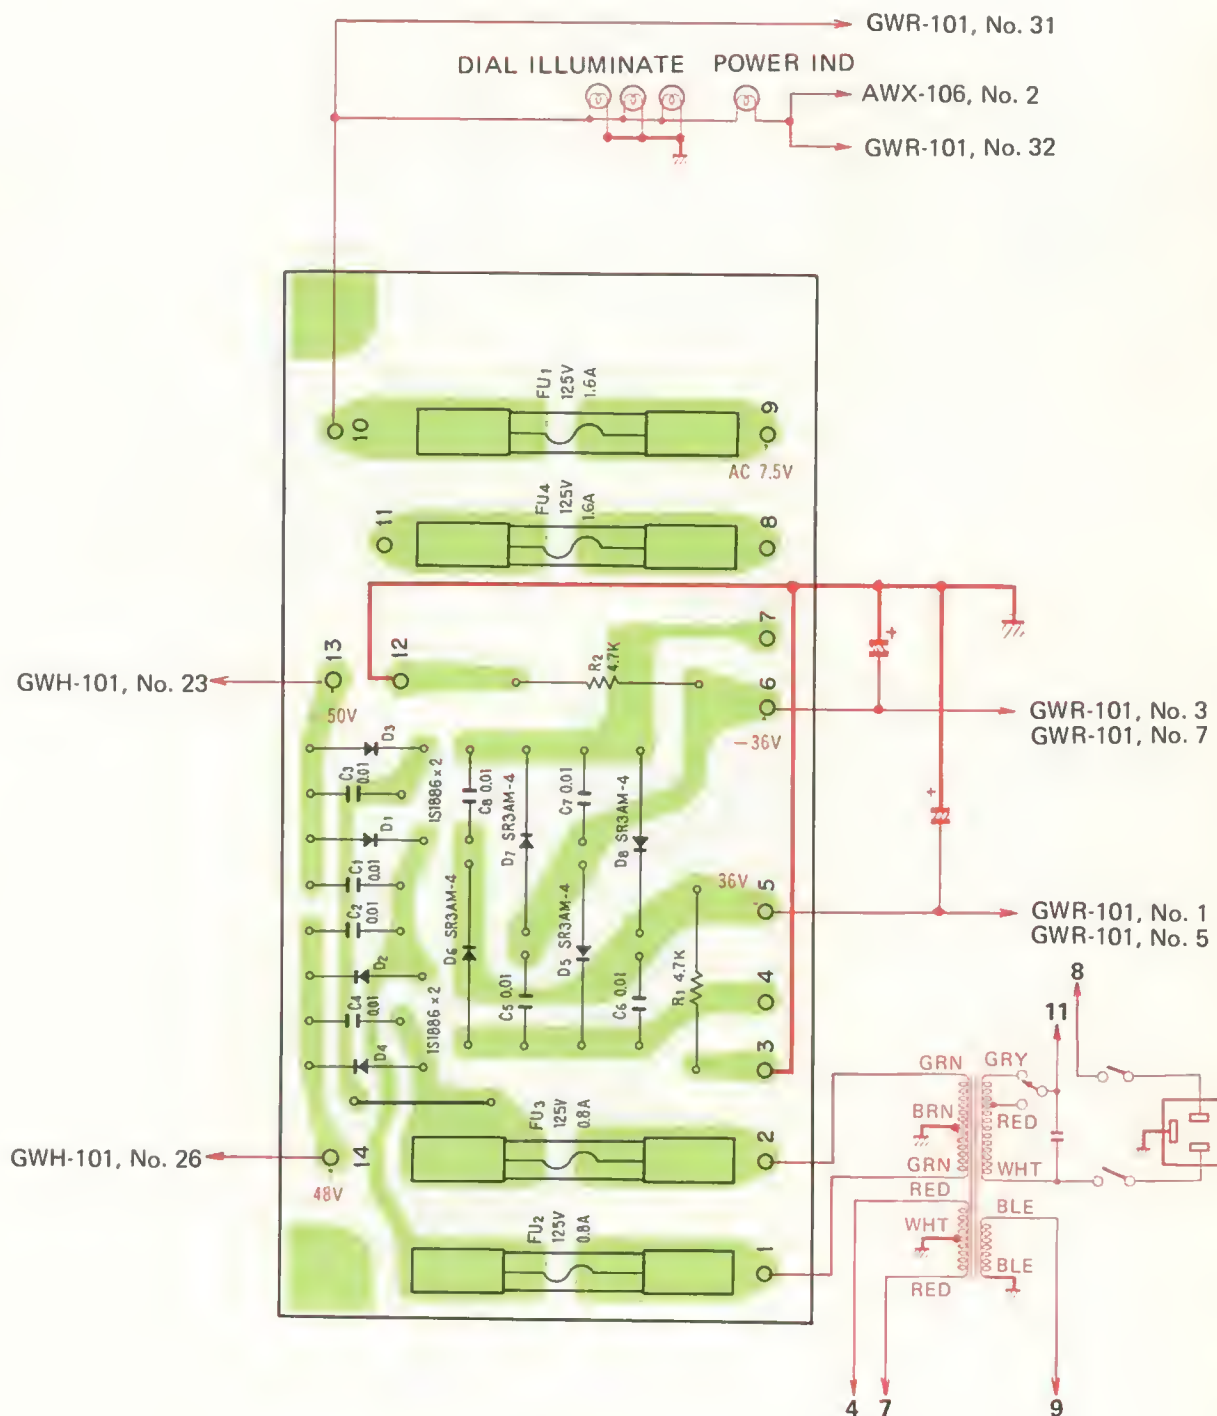 GWR-101, No. 31
DIAL ILLUMINATE POWER IND
AWX-106, No. 2
GWR-101, No. 32
FU1
125V
1.6A
10
9
AC 7.5V
FU4
125V
1.6A
11
8
7
13
12
R2
4.7K
6
GWH-101, No. 23
-50V
-36V
GWR-101, No. 3
GWR-101, No. 7
D3
C3
0.01
1S1886×2
D1
C1
0.01
C2
0.01
D2
C4
0.01
D4
1S1886×2
C8 0.01
D7 SR3AM-4
C7 0.01
D8 SR3AM-4
D6 SR3AM-4
C5 0.01
D5 SR3AM-4
C6 0.01
36V
5
R1 4.7K
4
3
GWR-101, No. 1
GWR-101, No. 5
8
11
GRN
GRY
BRN
RED
GRN
WHT
RED
BLE
WHT
BLE
RED
FU3
125V
0.8A
2
14
GWH-101, No. 26
48V
FU2
125V
0.8A
1
4 7 9